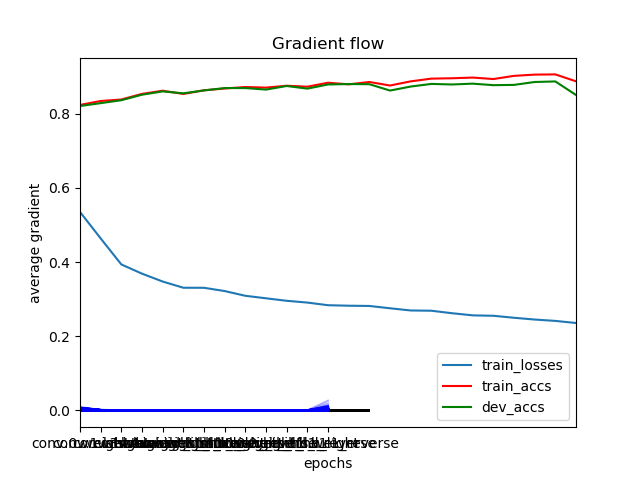 Gradient flow
average gradient
0.8
0.6
0.4
0.2
0.0
train_losses
train_accs
dev_accs
epochs